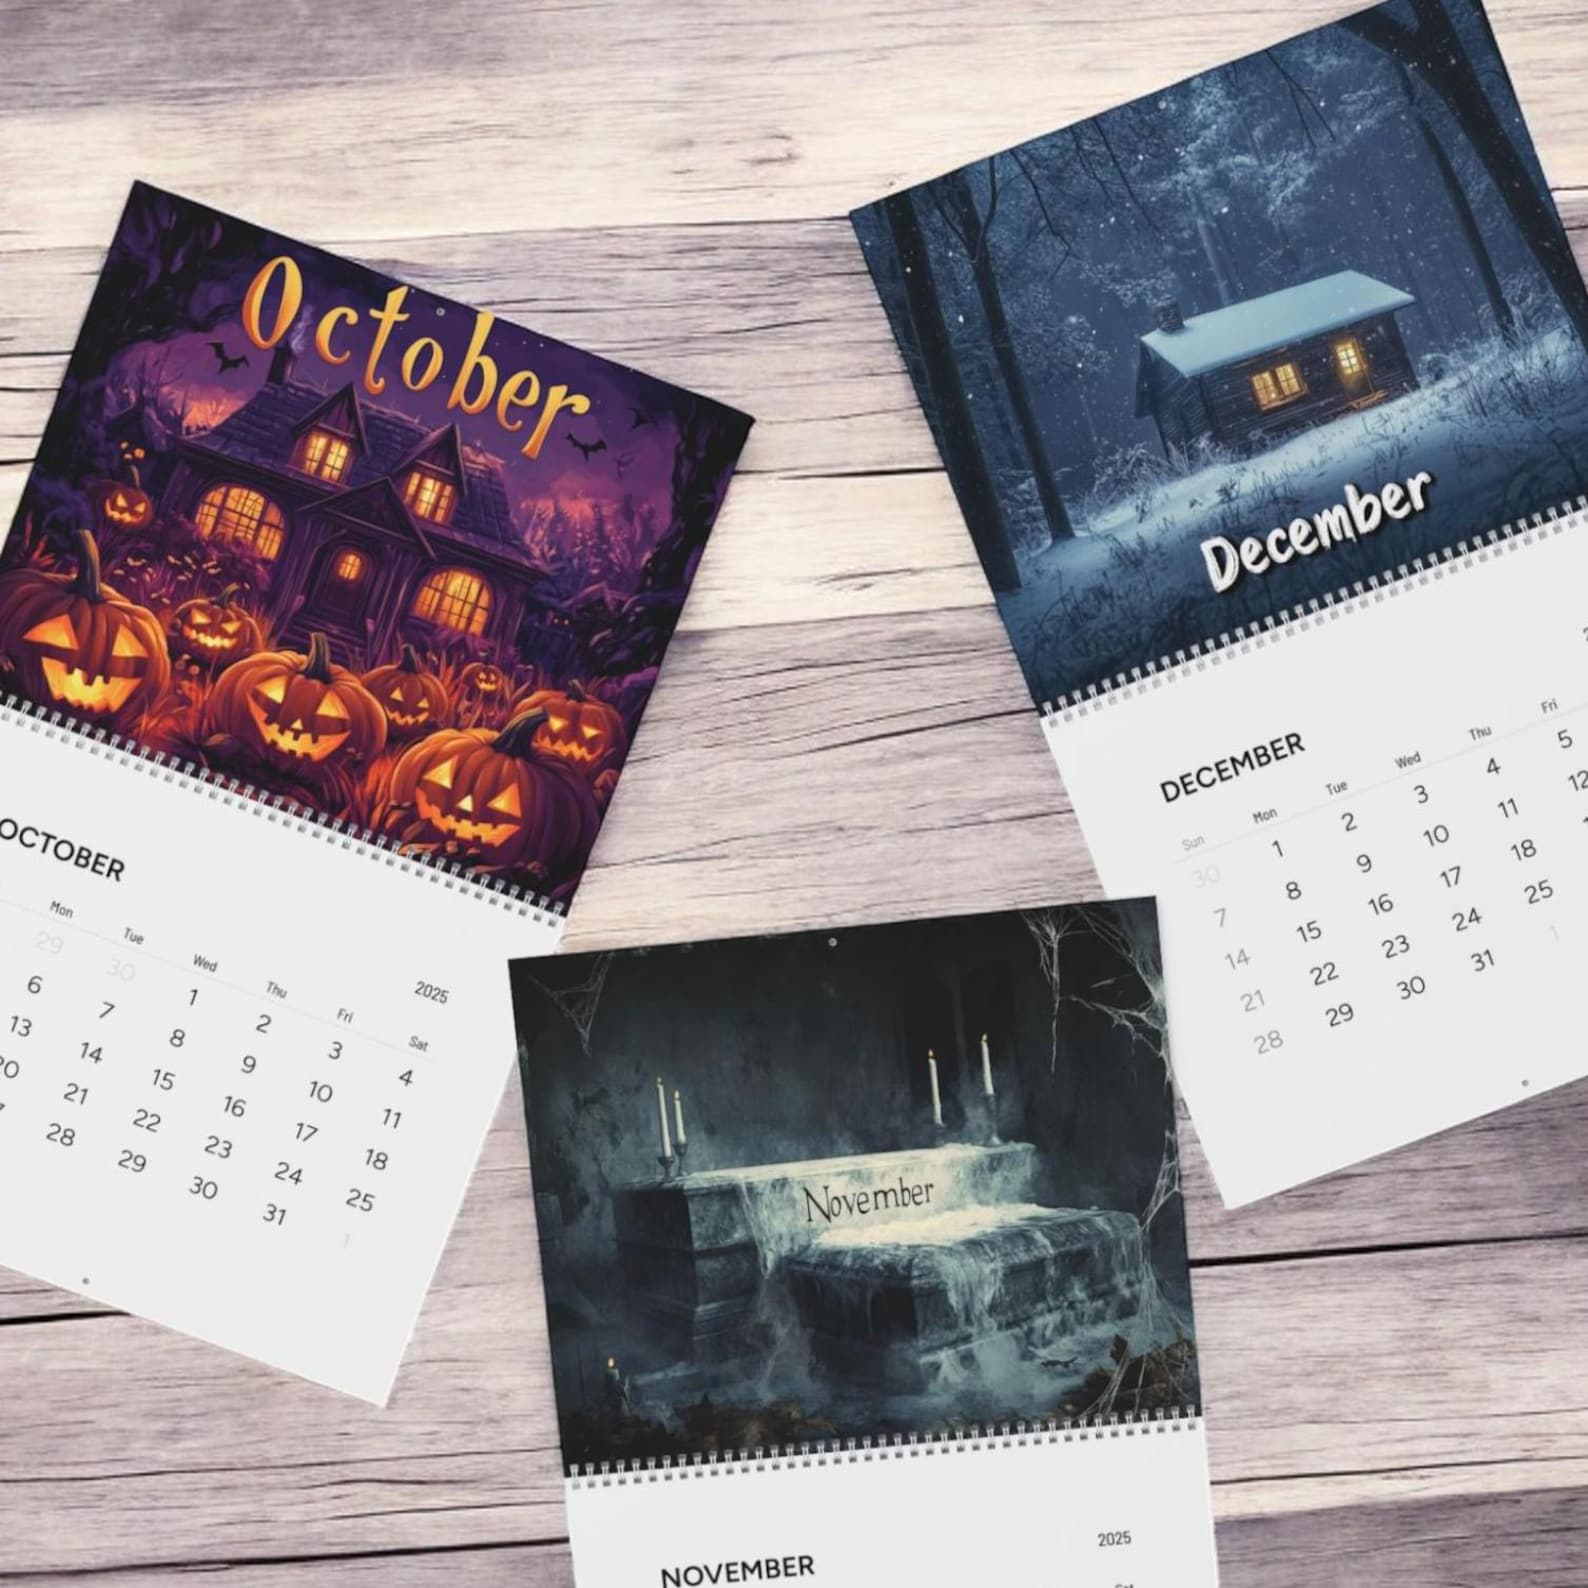 October
OCTOBER
2025
Mon Tue Wed Thu Fri Sat
29 30 1 2 3 4
6 7 8 9 10 11
13 14 15 16 17 18
20 21 22 23 24 25
28 29 30 31 1
December
DECEMBER
Sun Mon Tue Wed Thu Fri
30 1 2 3 4 5
7 8 9 10 11 12
14 15 16 17 18
21 22 23 24 25
28 29 30 31 1
November
NOVEMBER
2025
Sat